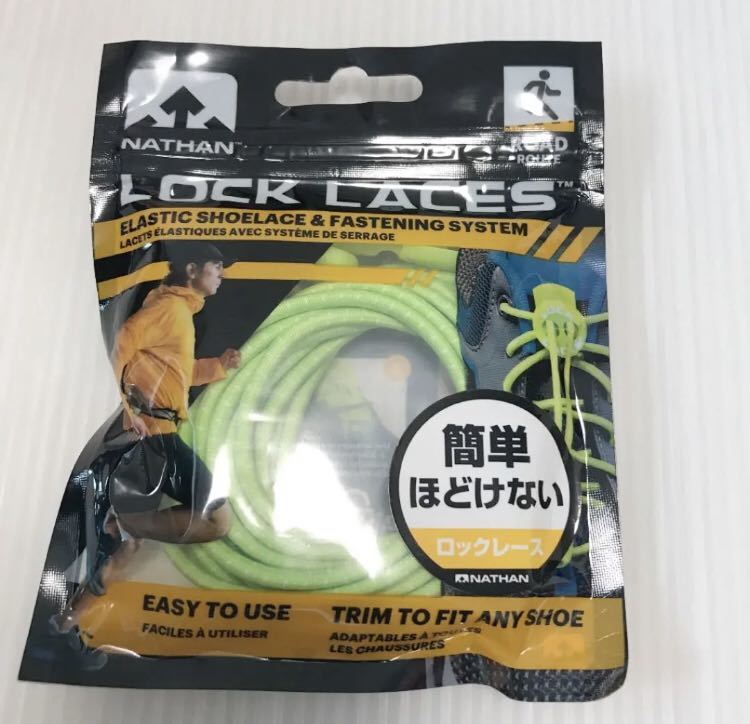 NATHAN
ROAD
ROUTE
LOCK LACES™
ELASTIC SHOELACE & FASTENING SYSTEM
LACETS ÉLASTIQUES AVEC SYSTÈME DE SERRAGE
簡単
ほどけない
ロックレース
NATHAN
EASY TO USE
FACILES À UTILISER
TRIM TO FIT ANY SHOE
ADAPTABLES À TOUTES
LES CHAUSSURES